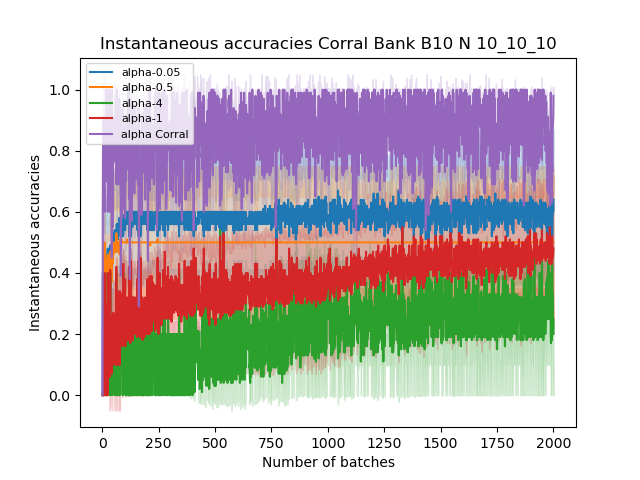 Instantaneous accuracies Corral Bank B10 N 10_10_10
alpha-0.05
alpha-0.5
alpha-4
alpha-1
alpha Corral
1.0
0.8
0.6
0.4
0.2
0.0
Instantaneous accuracies
0 250 500 750 1000 1250 1500 1750 2000
Number of batches